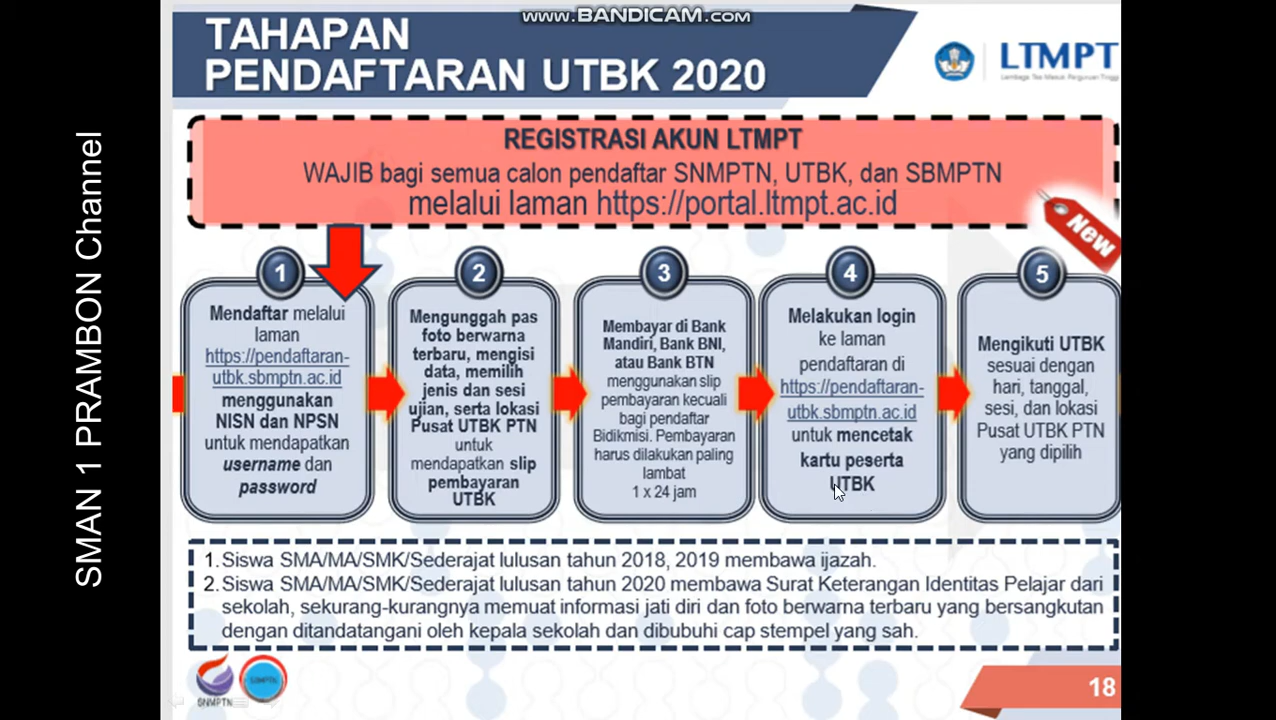 www.BANDICAM.com
TAHAPAN
PENDAFTARAN UTBK 2020
LTMPT
Lembaga Tes Masuk Perguruan Tinggi
SMAN 1 PRAMBON Channel
REGISTRASI AKUN LTMPT
WAJIB bagi semua calon pendaftar SNMPTN, UTBK, dan SBMPTN
melalui laman https://portal.ltmpt.ac.id
New
1
Mendaftar melalui
laman
https://pendaftaran-
utbk.sbmptn.ac.id
menggunakan
NISN dan NPSN
untuk mendapatkan
username dan
password
2
Mengunggah pas
foto berwarna
terbaru, mengisi
data, memilih
jenis dan sesi
ujian, serta lokasi
Pusat UTBK PTN
untuk
mendapatkan slip
pembayaran
UTBK
3
Membayar di Bank
Mandiri, Bank BNI,
atau Bank BTN
menggunakan slip
pembayaran kecuali
bagi pendaftar
Bidikmisi. Pembayaran
harus dilakukan paling
lambat
1 x 24 jam
4
Melakukan login
ke laman
pendaftaran di
https://pendaftaran-
utbk.sbmptn.ac.id
untuk mencetak
kartu peserta
UTBK
5
Mengikuti UTBK
sesuai dengan
hari, tanggal,
sesi, dan lokasi
Pusat UTBK PTN
yang dipilih
1. Siswa SMA/MA/SMK/Sederajat lulusan tahun 2018, 2019 membawa ijazah.
2. Siswa SMA/MA/SMK/Sederajat lulusan tahun 2020 membawa Surat Keterangan Identitas Pelajar dari
sekolah, sekurang-kurangnya memuat informasi jati diri dan foto berwarna terbaru yang bersangkutan
dengan ditandatangani oleh kepala sekolah dan dibubuhi cap stempel yang sah.
SNMPTN
SBMPTN
18